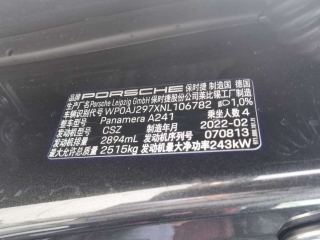 品牌 PORSCHE 保时捷 制造国 德国
生产厂名 Porsche Leipzig GmbH 保时捷股份公司莱比锡工厂制造
车辆识别代号 WP0AJ297XNL106782 1,0%
车辆型号 Panamera A241 乘坐人数 4
发动机型号 CSZ 制造年月 2022-02
发动机排量 2894mL 发动机序列号 070813
最大允许总质量 2515kg 发动机最大净功率 243kW